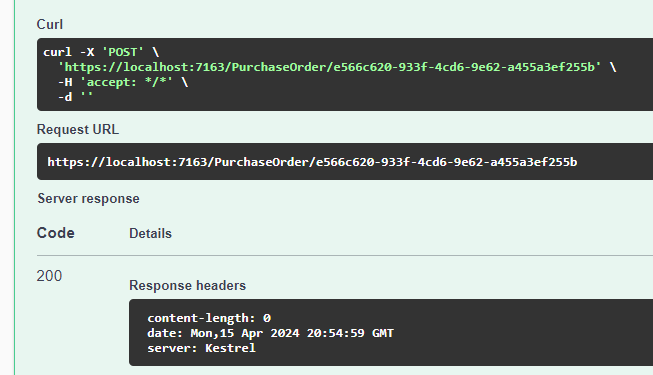 Curl
curl -X 'POST' \
'https://localhost:7163/PurchaseOrder/e566c620-933f-4cd6-9e62-a455a3ef255b' \
-H 'accept: */*' \
-d ''
Request URL
https://localhost:7163/PurchaseOrder/e566c620-933f-4cd6-9e62-a455a3ef255b
Server response
Code Details
200
Response headers
content-length: 0
date: Mon,15 Apr 2024 20:54:59 GMT
server: Kestrel